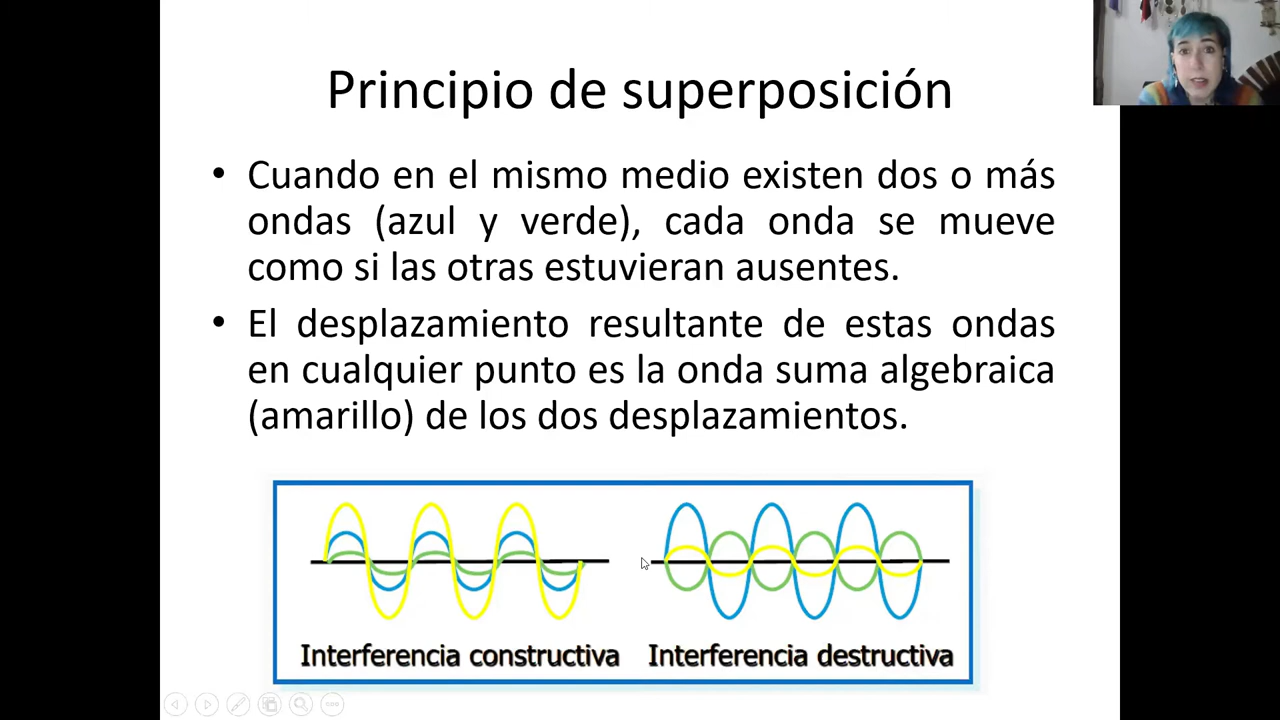 Principio de superposición
• Cuando en el mismo medio existen dos o más
ondas (azul y verde), cada onda se mueve
como si las otras estuvieran ausentes.
• El desplazamiento resultante de estas ondas
en cualquier punto es la onda suma algebraica
(amarillo) de los dos desplazamientos.
Interferencia constructiva
Interferencia destructiva